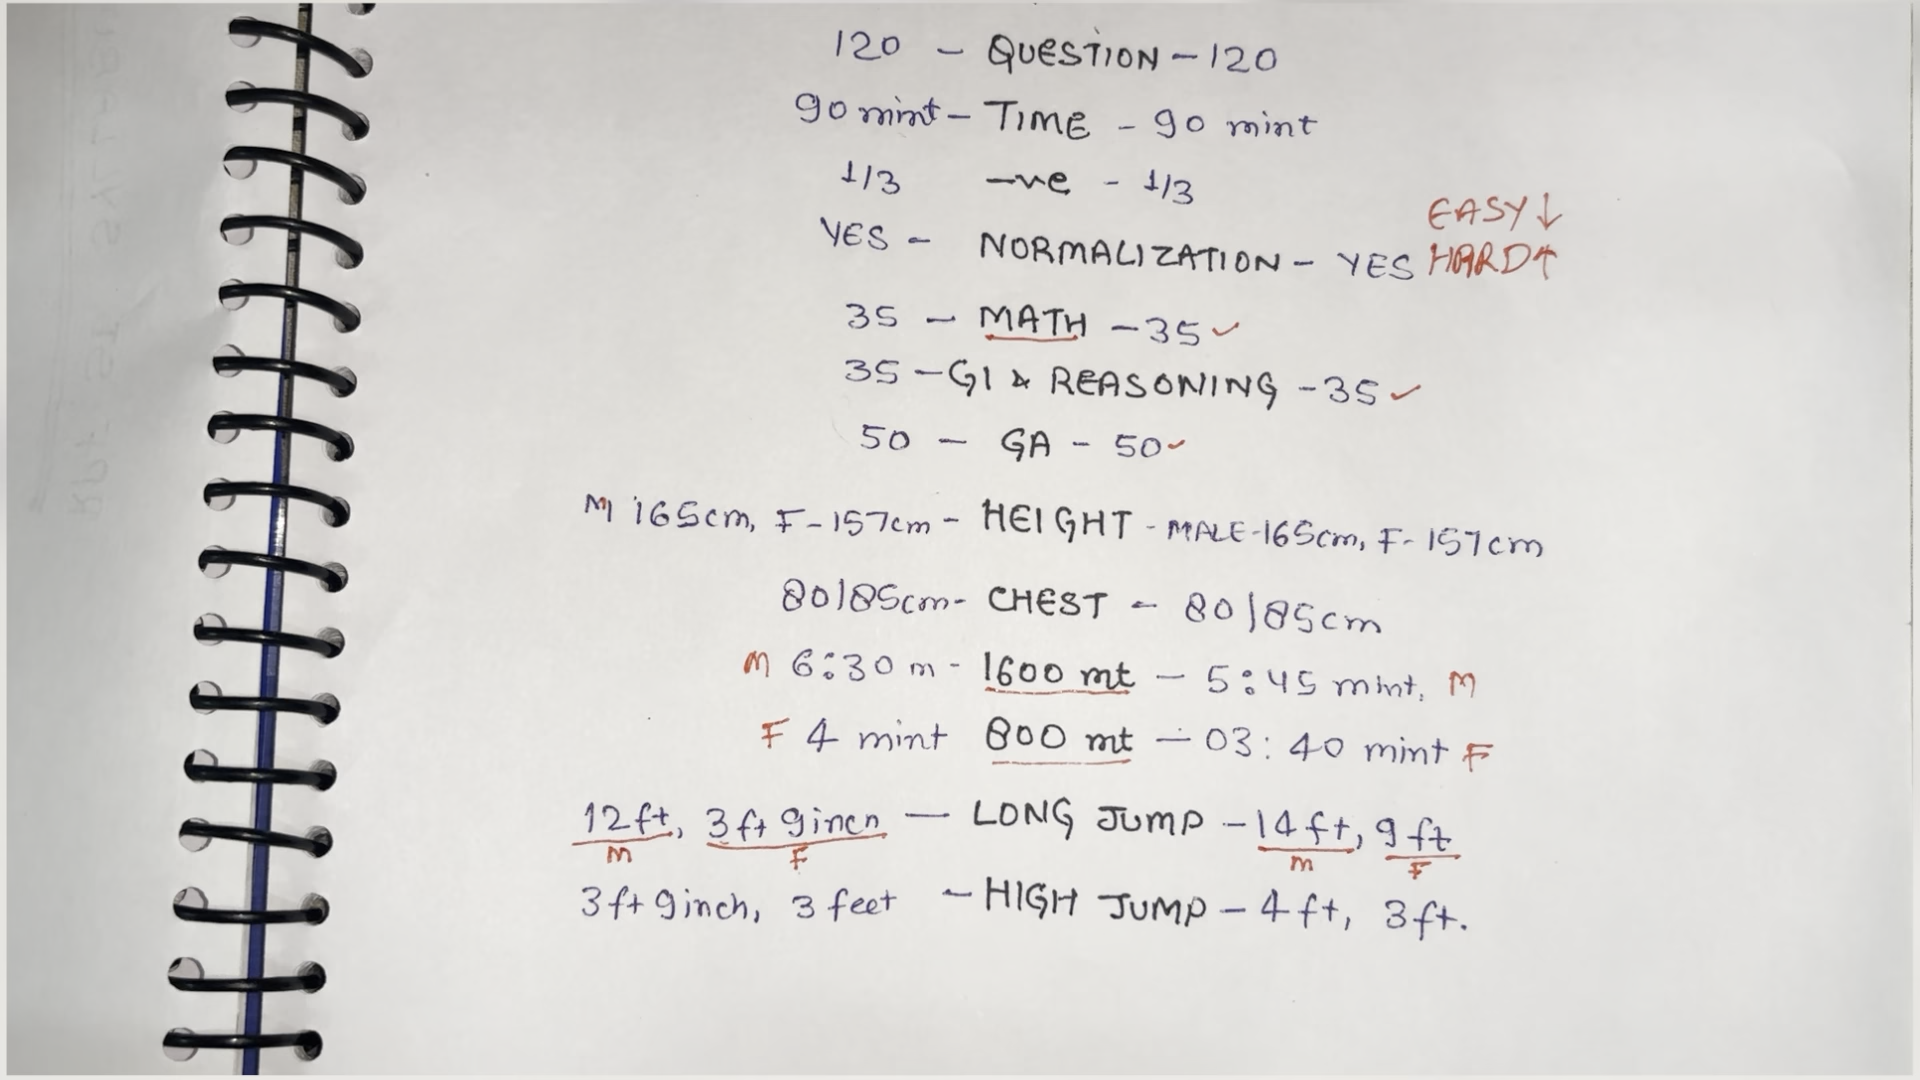 120 - QUESTION - 120
90 mint - TIME - 90 mint
1/3 -ve - 1/3
YES - NORMALIZATION - YES EASY↓ HARD↑
35 - MATH - 35 ✓
35 - GI & REASONING - 35 ✓
50 - GA - 50 ✓
M 165cm, F-157cm - HEIGHT - MALE-165cm, F-157cm
80/85cm - CHEST - 80/85cm
M 6:30 m - 1600 mt - 5:45 mint. M
F 4 mint 800 mt - 03:40 mint F
12ft, 3ft 9inch - LONG JUMP - 14ft, 9ft
M F M F
3ft 9inch, 3 feet - HIGH JUMP - 4ft, 3ft.